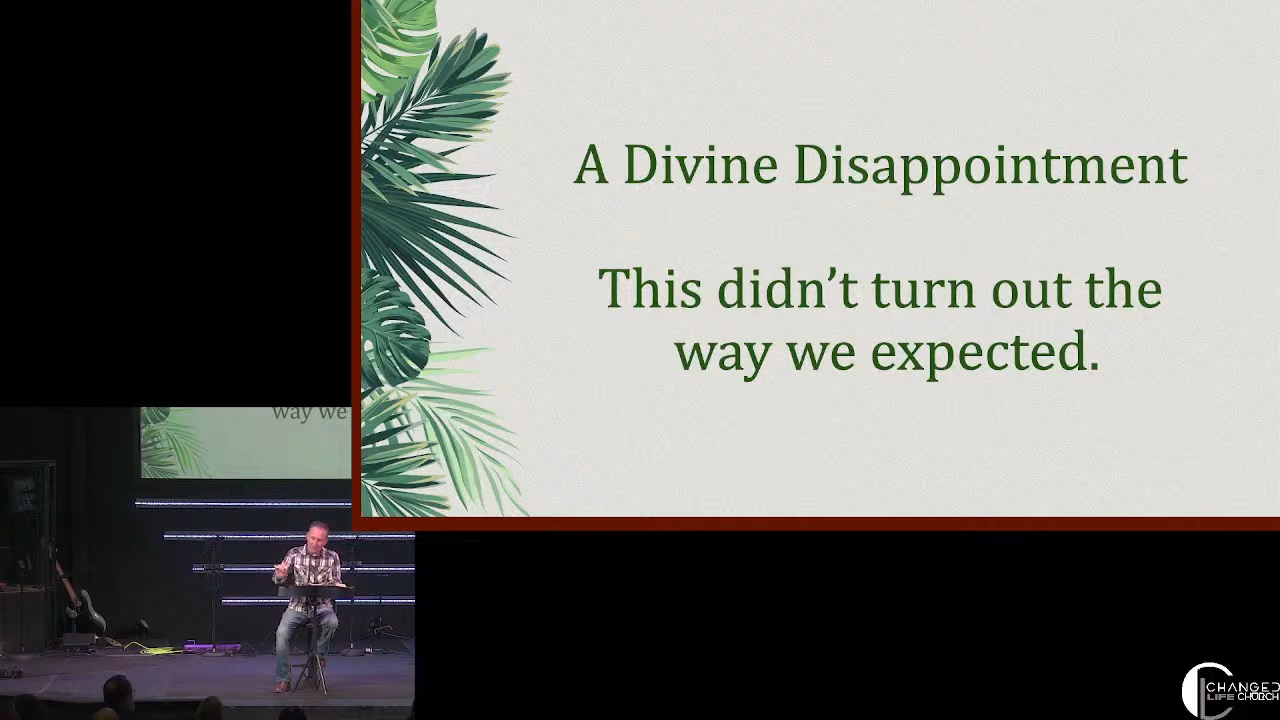 A Divine Disappointment
This didn't turn out the
way we expected.
way we
CHANGED
LIFE CHURCH